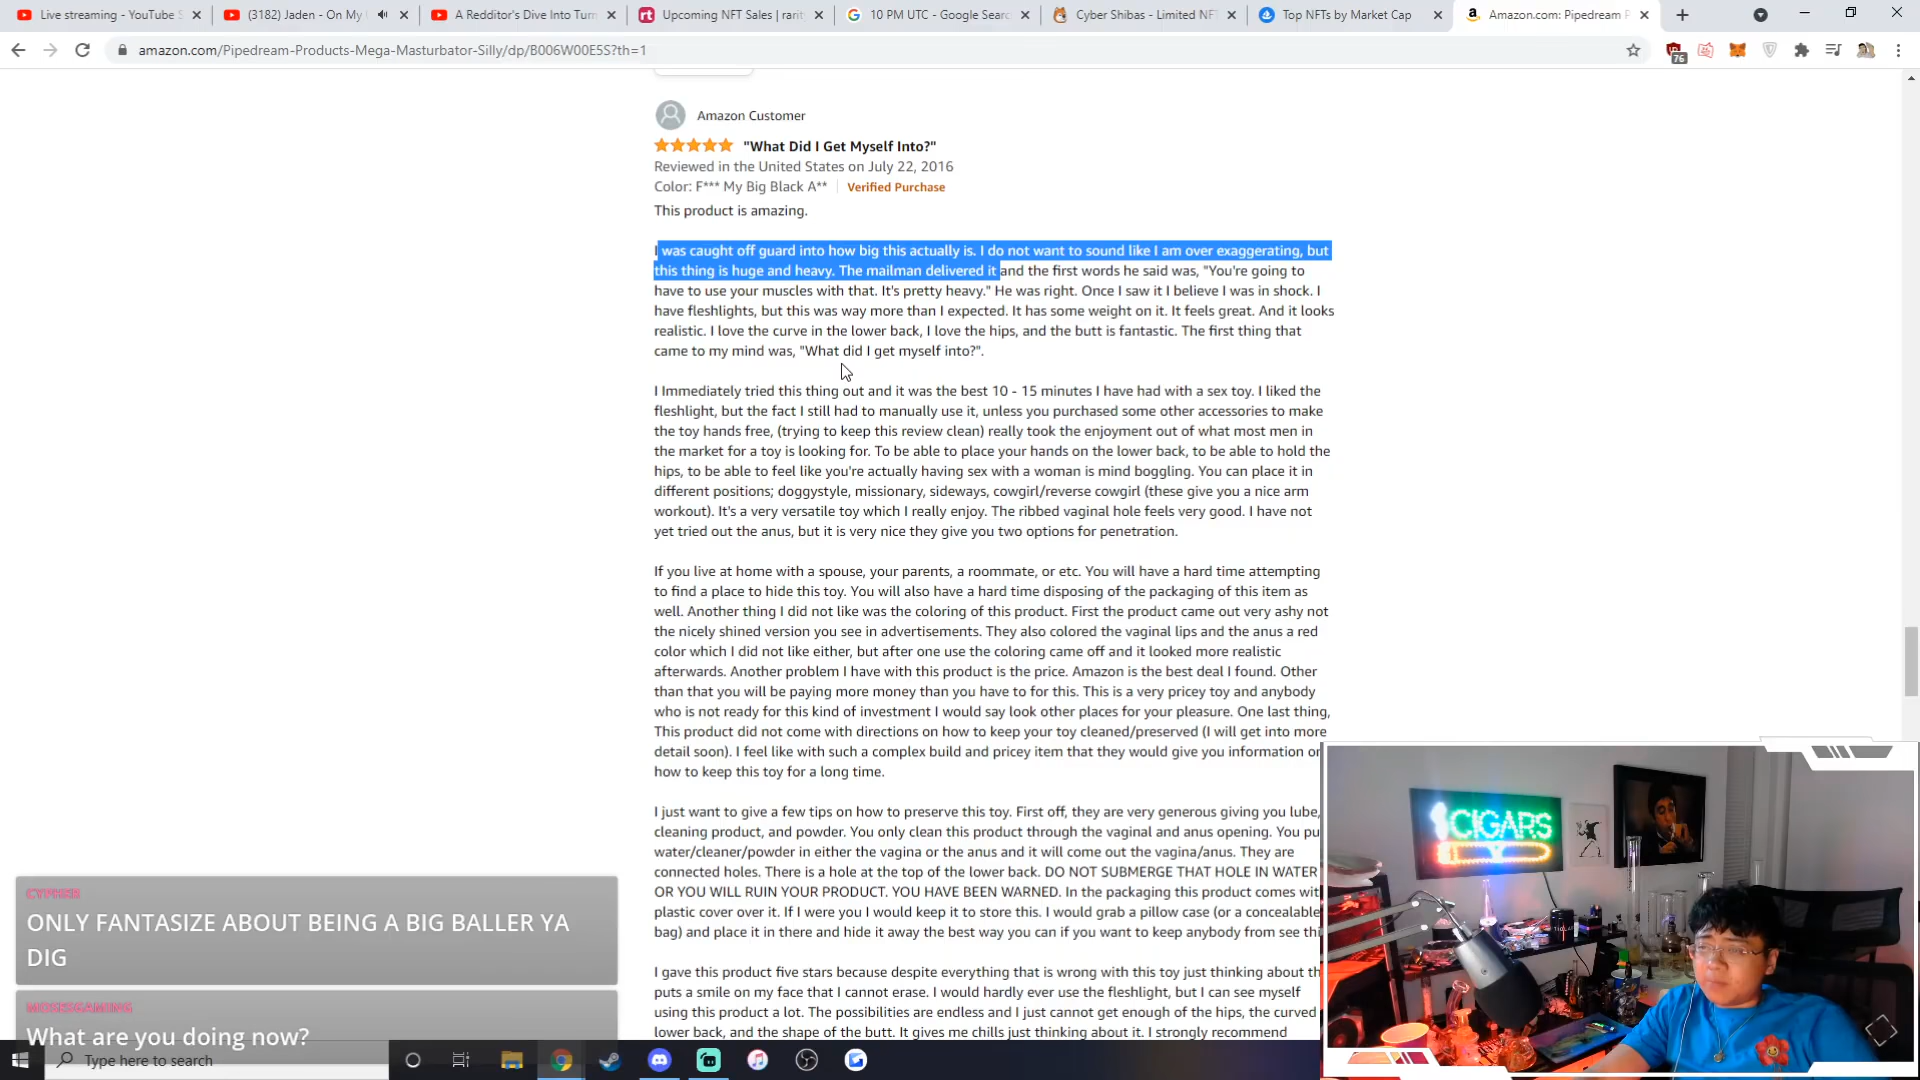 Live streaming - YouTube S
(3182) Jaden - On My
A Redditor's Dive Into Turn
Upcoming NFT Sales | rarit
10 PM UTC - Google Searc
Cyber Shibas - Limited NF
Top NFTs by Market Cap
Amazon.com: Pipedream P
amazon.com/Pipedream-Products-Mega-Masturbator-Silly/dp/B006W00E5S?th=1
76
Amazon Customer
"What Did I Get Myself Into?"
Reviewed in the United States on July 22, 2016
Color: F*** My Big Black A** Verified Purchase
This product is amazing.
I was caught off guard into how big this actually is. I do not want to sound like I am over exaggerating, but
this thing is huge and heavy. The mailman delivered it and the first words he said was, "You're going to
have to use your muscles with that. It's pretty heavy." He was right. Once I saw it I believe I was in shock. I
have fleshlights, but this was way more than I expected. It has some weight on it. It feels great. And it looks
realistic. I love the curve in the lower back, I love the hips, and the butt is fantastic. The first thing that
came to my mind was, "What did I get myself into?".
I Immediately tried this thing out and it was the best 10 - 15 minutes I have had with a sex toy. I liked the
fleshlight, but the fact I still had to manually use it, unless you purchased some other accessories to make
the toy hands free, (trying to keep this review clean) really took the enjoyment out of what most men in
the market for a toy is looking for. To be able to place your hands on the lower back, to be able to hold the
hips, to be able to feel like you're actually having sex with a woman is mind boggling. You can place it in
different positions; doggystyle, missionary, sideways, cowgirl/reverse cowgirl (these give you a nice arm
workout). It's a very versatile toy which I really enjoy. The ribbed vaginal hole feels very good. I have not
yet tried out the anus, but it is very nice they give you two options for penetration.
If you live at home with a spouse, your parents, a roommate, or etc. You will have a hard time attempting
to find a place to hide this toy. You will also have a hard time disposing of the packaging of this item as
well. Another thing I did not like was the coloring of this product. First the product came out very ashy not
the nicely shined version you see in advertisements. They also colored the vaginal lips and the anus a red
color which I did not like either, but after one use the coloring came off and it looked more realistic
afterwards. Another problem I have with this product is the price. Amazon is the best deal I found. Other
than that you will be paying more money than you have to for this. This is a very pricey toy and anybody
who is not ready for this kind of investment I would say look other places for your pleasure. One last thing,
This product did not come with directions on how to keep your toy cleaned/preserved (I will get into more
detail soon). I feel like with such a complex build and pricey item that they would give you information or
how to keep this toy for a long time.
I just want to give a few tips on how to preserve this toy. First off, they are very generous giving you lube,
cleaning product, and powder. You only clean this product through the vaginal and anus opening. You pu
water/cleaner/powder in either the vagina or the anus and it will come out the vagina/anus. They are
connected holes. There is a hole at the top of the lower back. DO NOT SUBMERGE THAT HOLE IN WATER
OR YOU WILL RUIN YOUR PRODUCT. YOU HAVE BEEN WARNED. In the packaging this product comes wit
plastic cover over it. If I were you I would keep it to store this. I would grab a pillow case (or a concealable
bag) and place it in there and hide it away the best way you can if you want to keep anybody from see thi
I gave this product five stars because despite everything that is wrong with this toy just thinking about th
puts a smile on my face that I cannot erase. I would hardly ever use the fleshlight, but I can see myself
using this product a lot. The possibilities are endless and I just cannot get enough of the hips, the curved
lower back, and the shape of the butt. It gives me chills just thinking about it. I strongly recommend
CIGARS
CYPHXR
ONLY FANTASIZE ABOUT BEING A BIG BALLER YA
DIG
What are you doing now?
Type here to search